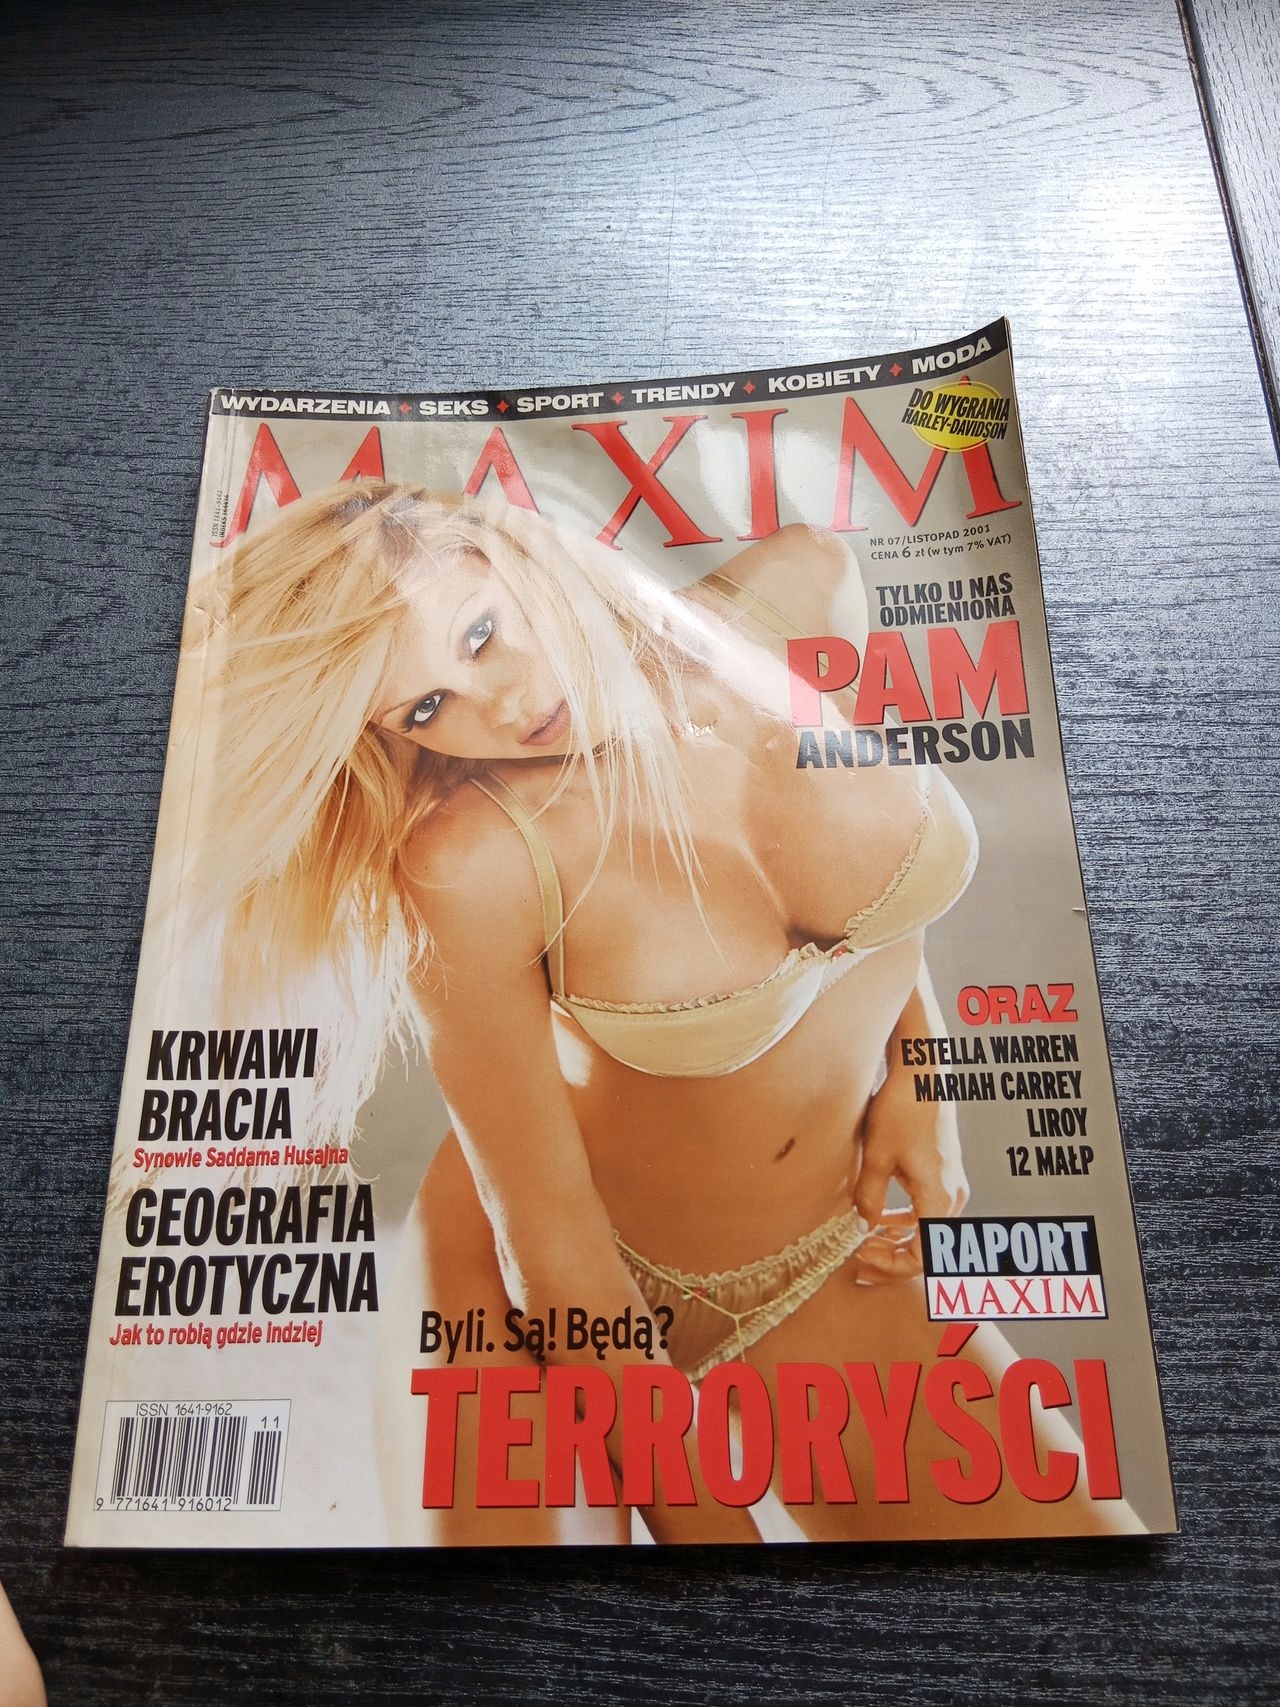 WYDARZENIA ✦ SEKS ✦ SPORT ✦ TRENDY ✦ KOBIETY ✦ MODA
DO WYGRANIA
HARLEY-DAVIDSON
MAXIM
ISSN 1641-9162
NR 07/LISTOPAD 2001
CENA 6 zł (w tym 7% VAT)
TYLKO U NAS
ODMIENIONA
PAM
ANDERSON
ORAZ
ESTELLA WARREN
MARIAH CARREY
LIROY
12 MAŁP
KRWAWI
BRACIA
Synowie Saddama Husajna
GEOGRAFIA
EROTYCZNA
Jak to robią gdzie indziej
RAPORT
MAXIM
Byli. Są! Będą?
TERRORYŚCI
ISSN 1641-9162
11
9 771641 916012